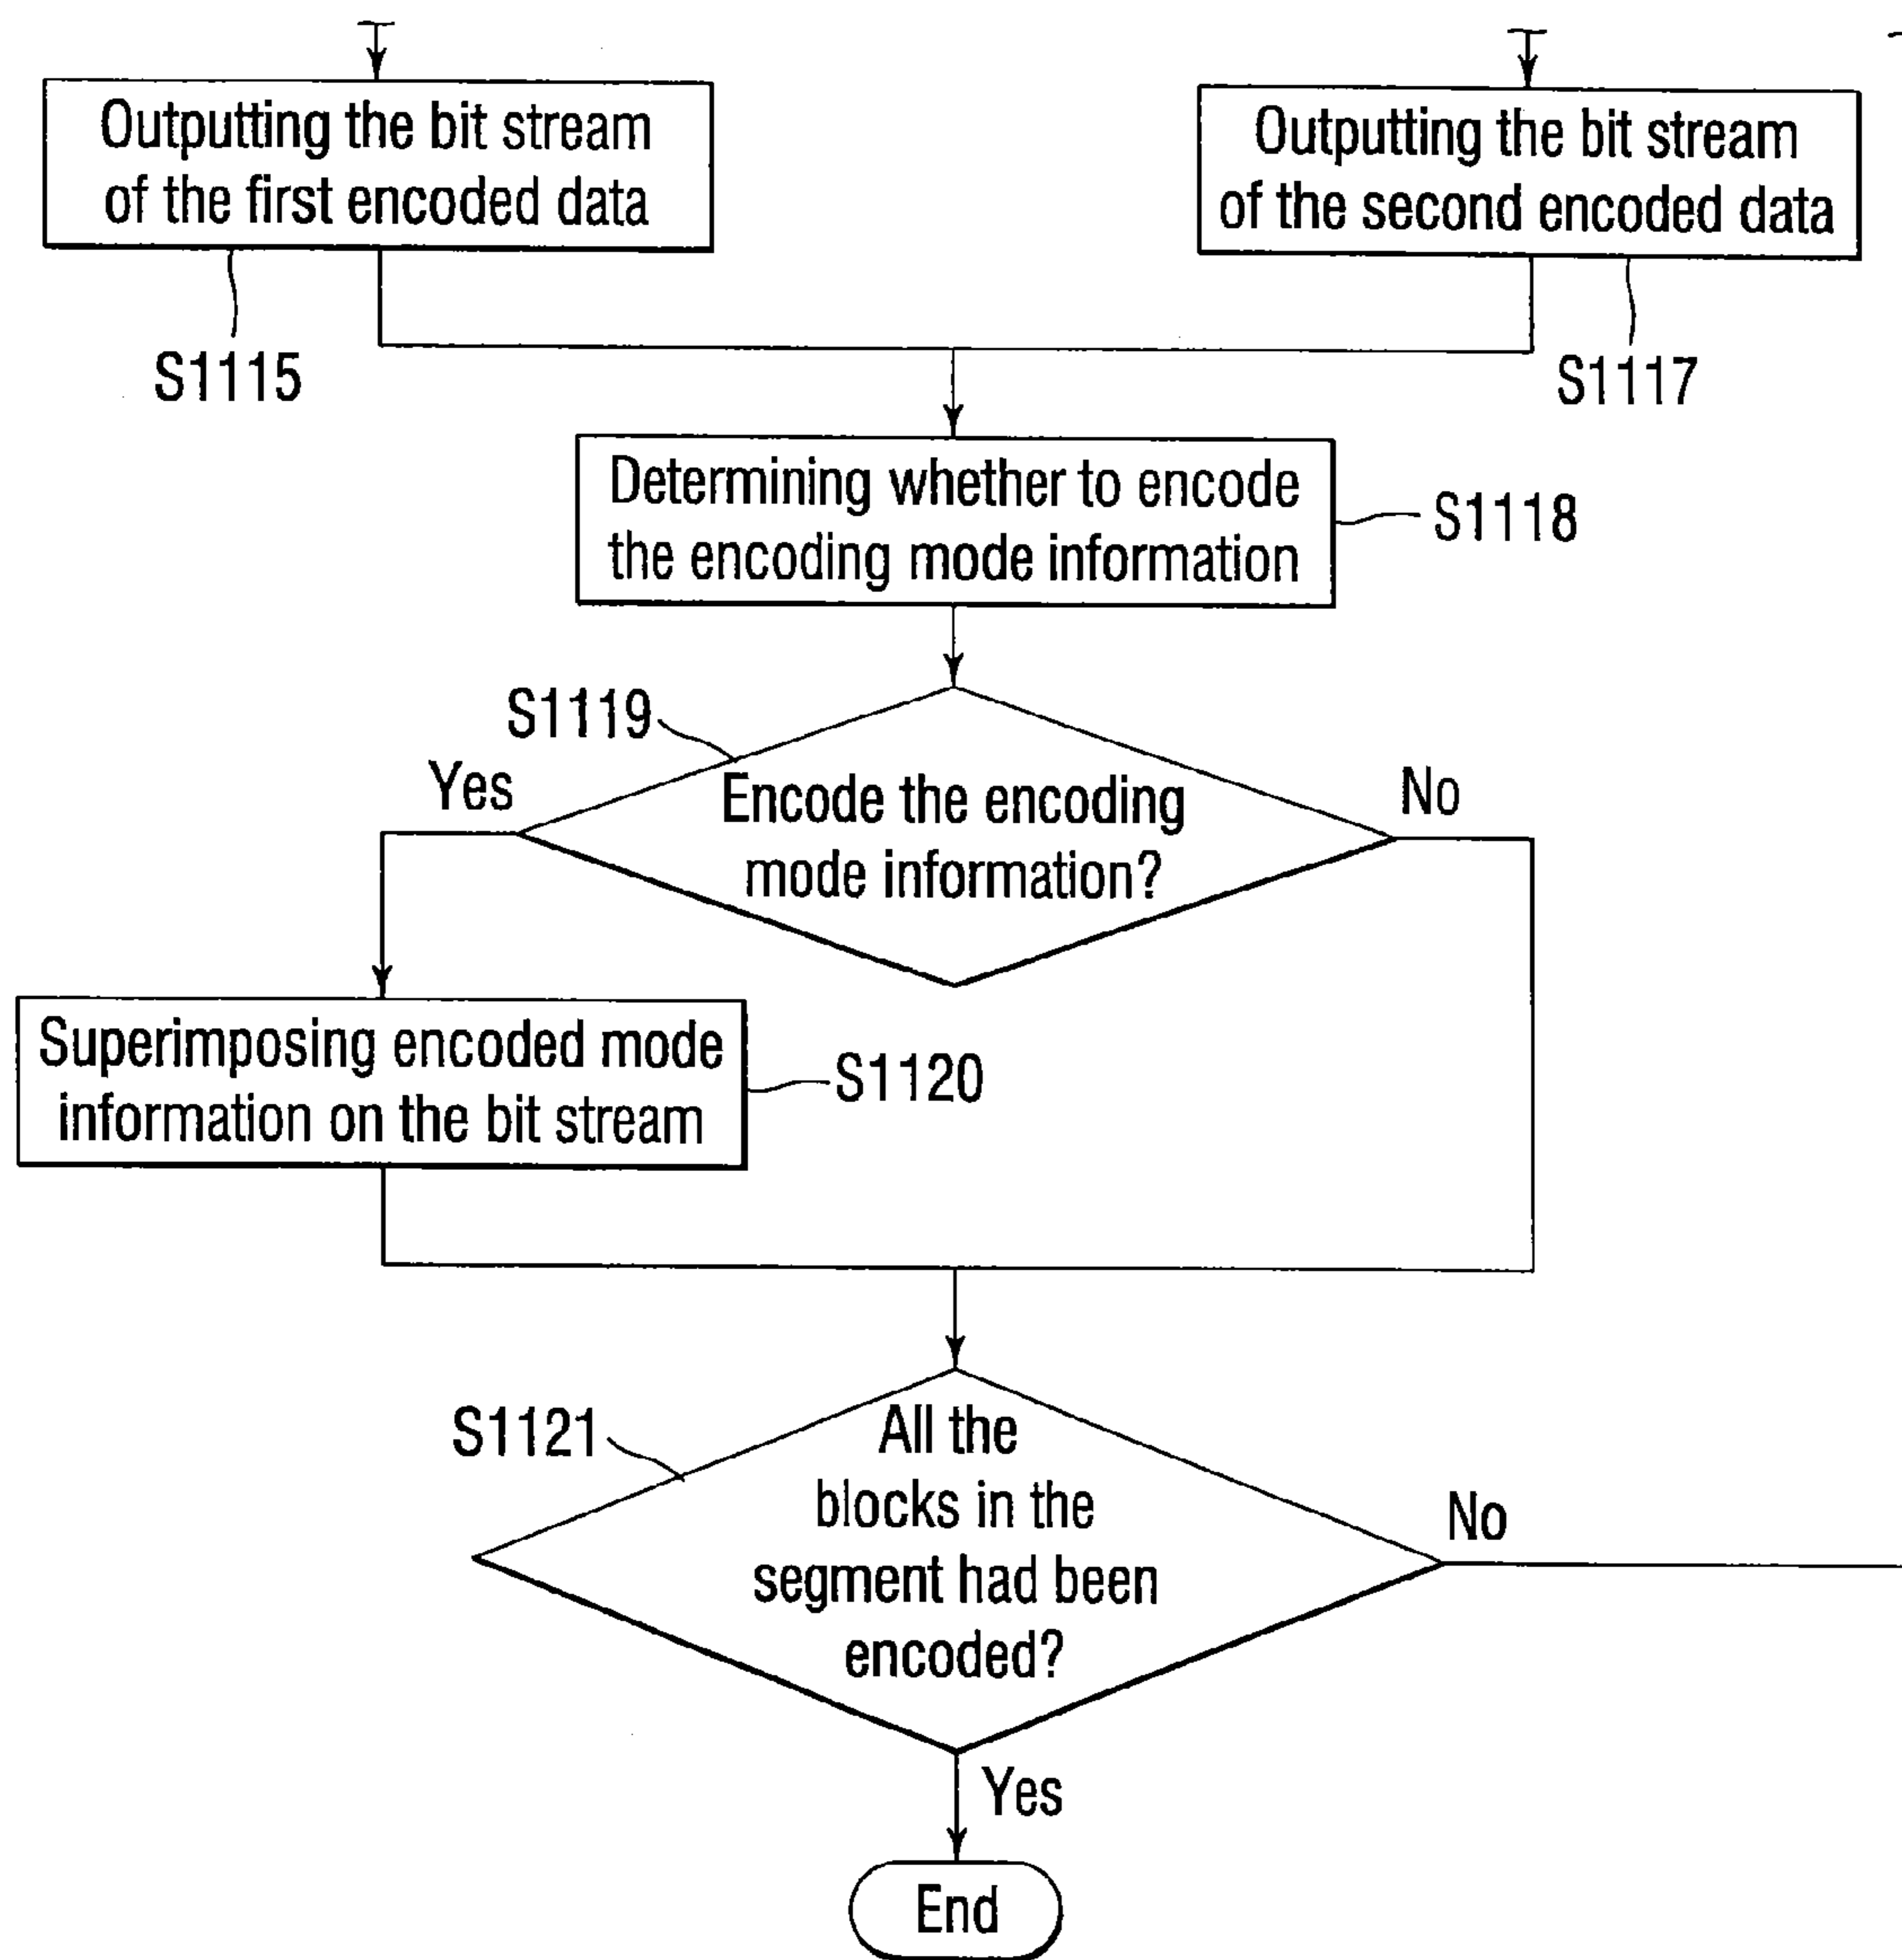 Outputting the bit stream
of the first encoded data
S1115
Outputting the bit stream
of the second encoded data
S1117
Determining whether to encode
the encoding mode information
S1118
S1119
Encode the encoding
mode information?
Yes
No
Superimposing encoded mode
information on the bit stream
S1120
S1121
All the
blocks in the
segment had been
encoded?
No
Yes
End